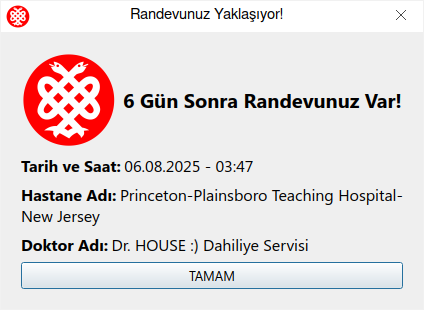 Randevunuz Yaklaşıyor!
6 Gün Sonra Randevunuz Var!
Tarih ve Saat: 06.08.2025 - 03:47
Hastane Adı: Princeton-Plainsboro Teaching Hospital-
New Jersey
Doktor Adı: Dr. HOUSE :) Dahiliye Servisi
TAMAM